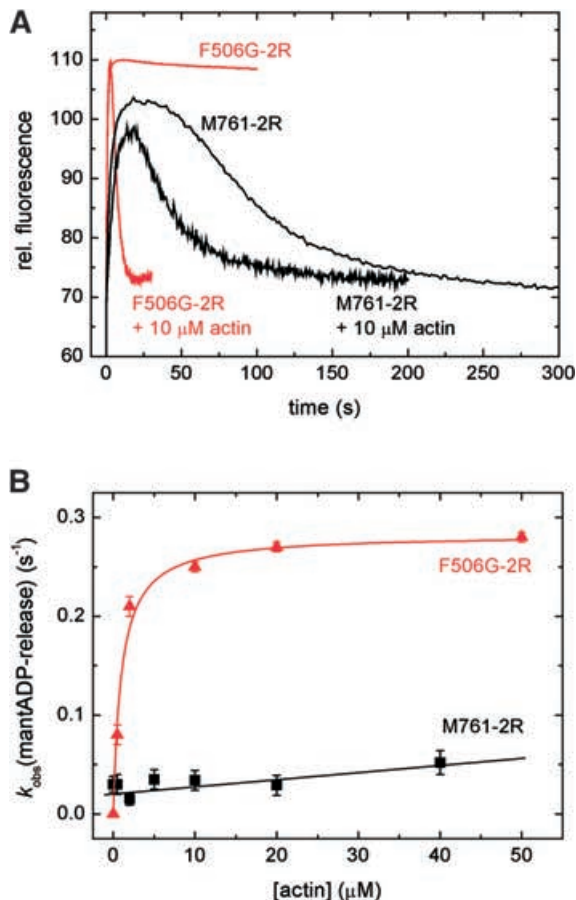 A
110
100
90
80
70
60
rel. fluorescence
F506G-2R
M761-2R
F506G-2R
+ 10 μM actin
M761-2R
+ 10 μM actin
0 50 100 150 200 250 300
time (s)
B
0.3
0.2
0.1
0.0
k obs (mantADP-release) (s⁻¹)
F506G-2R
M761-2R
0 10 20 30 40 50
[actin] (μM)